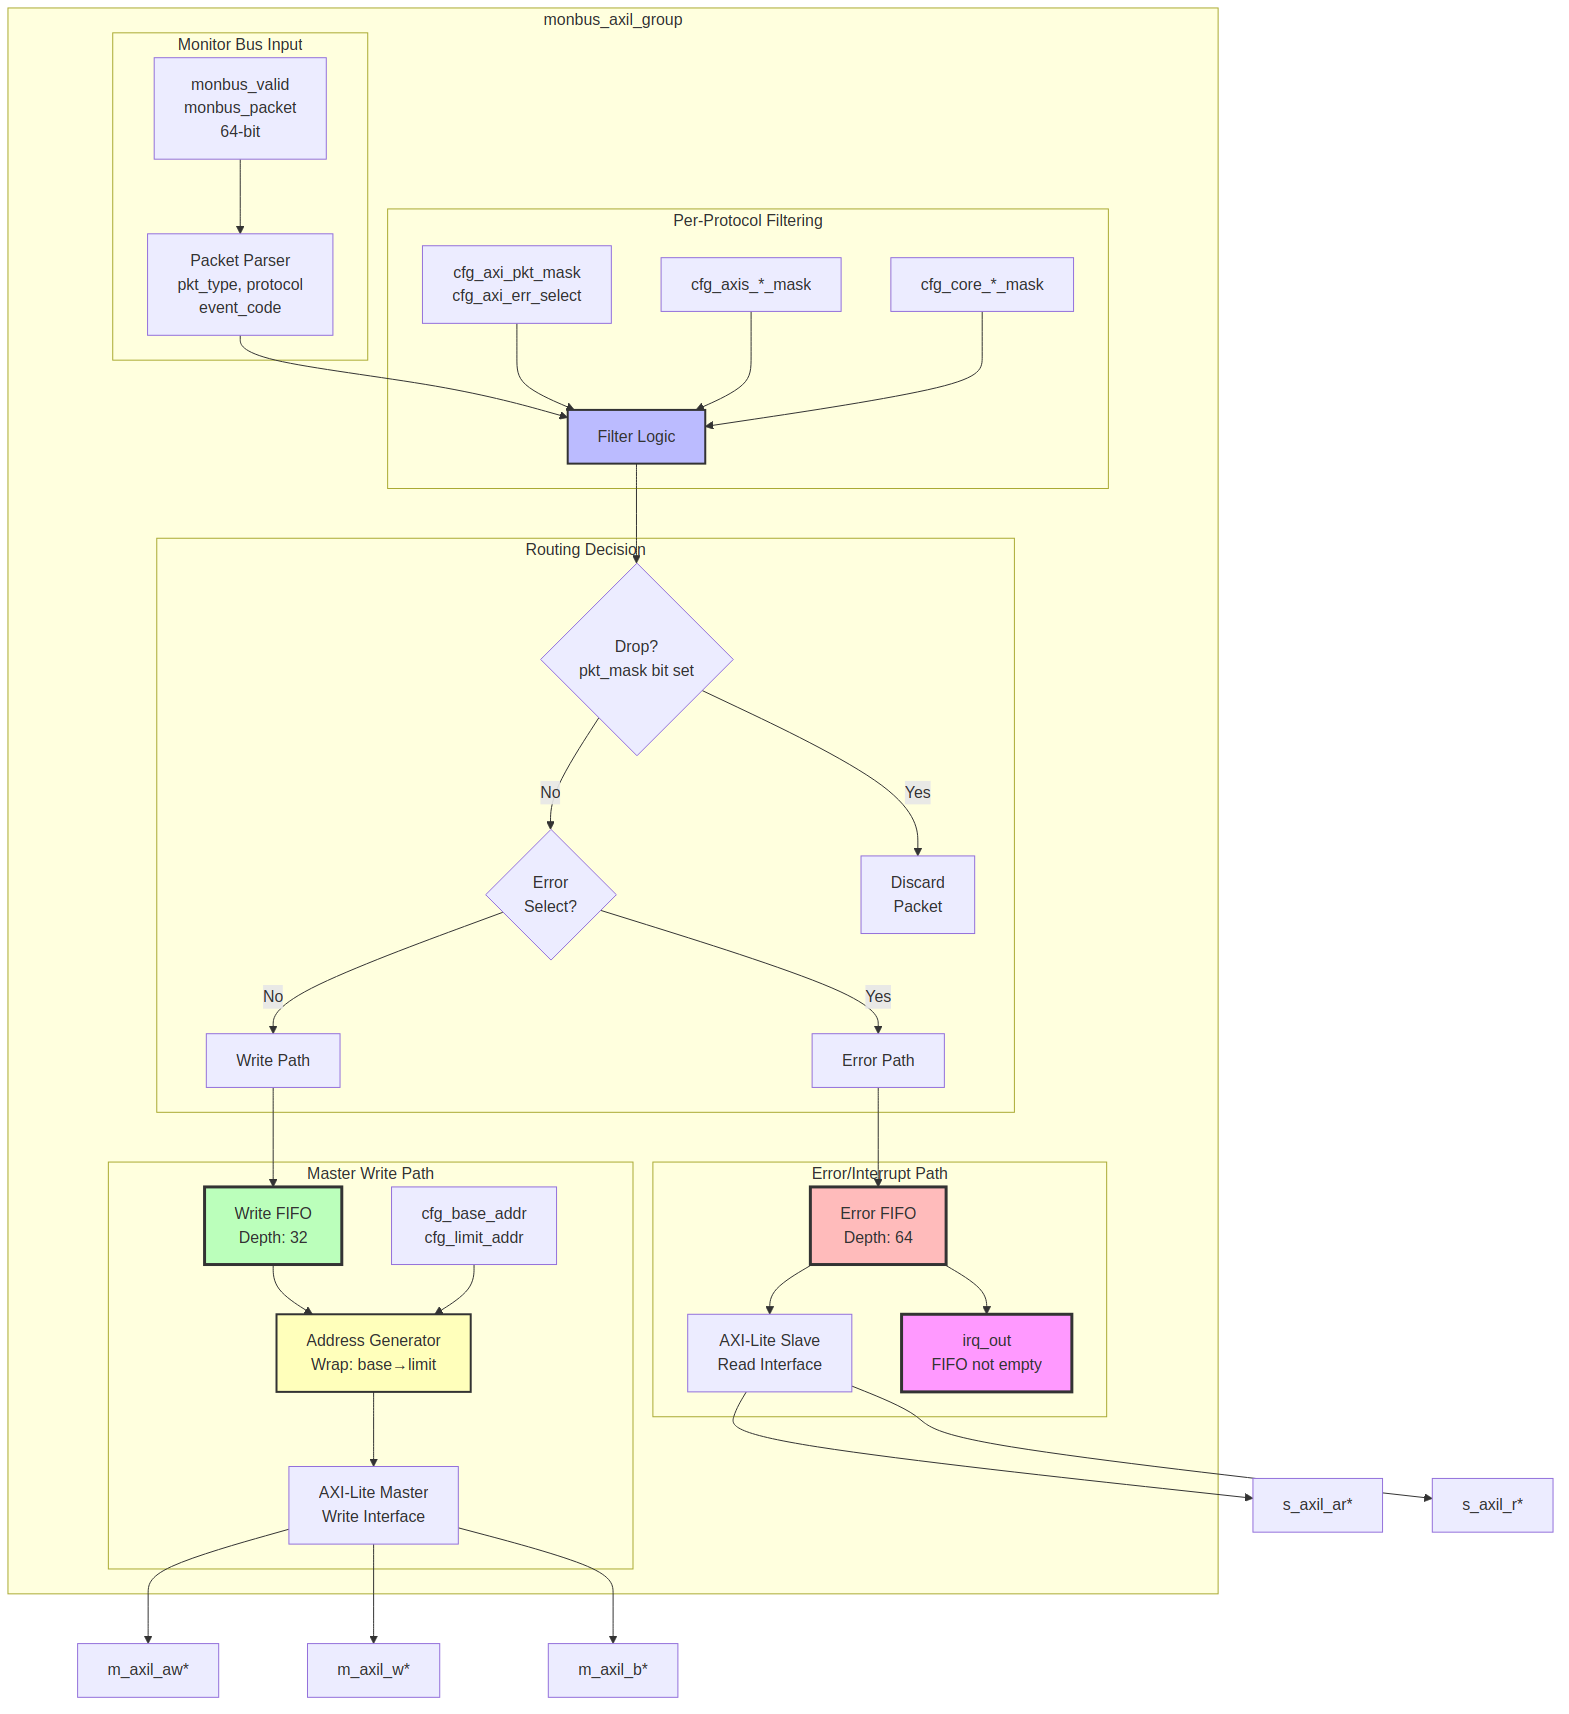 monbus_axil_group
Monitor Bus Input
monbus_valid
monbus_packet
64-bit
Packet Parser
pkt_type, protocol
event_code
Per-Protocol Filtering
cfg_axi_pkt_mask
cfg_axi_err_select
cfg_axis_*_mask
cfg_core_*_mask
Filter Logic
Routing Decision
Drop?
pkt_mask bit set
No
Yes
Error
Select?
Discard
Packet
No
Yes
Write Path
Error Path
Master Write Path
Write FIFO
Depth: 32
cfg_base_addr
cfg_limit_addr
Address Generator
Wrap: base→limit
AXI-Lite Master
Write Interface
Error/Interrupt Path
Error FIFO
Depth: 64
AXI-Lite Slave
Read Interface
irq_out
FIFO not empty
s_axil_ar*
s_axil_r*
m_axil_aw*
m_axil_w*
m_axil_b*